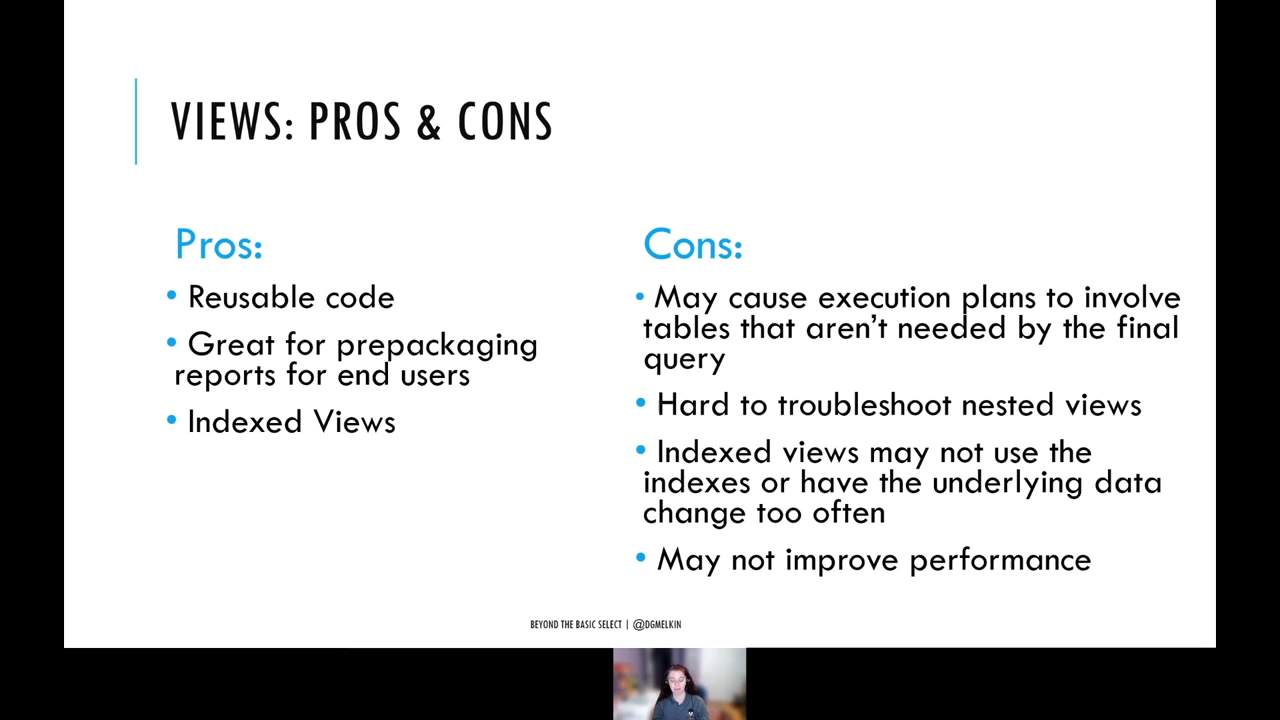 VIEWS: PROS & CONS
Pros:
• Reusable code
• Great for prepackaging
reports for end users
• Indexed Views
Cons:
• May cause execution plans to involve
tables that aren’t needed by the final
query
• Hard to troubleshoot nested views
• Indexed views may not use the
indexes or have the underlying data
change too often
• May not improve performance
BEYOND THE BASIC SELECT | @DGMELKIN